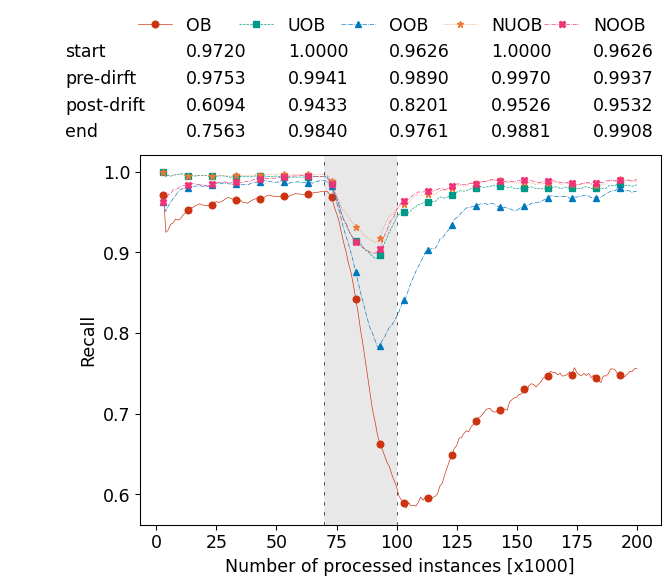 OB UOB OOB NUOB NOOB
start 0.9720 1.0000 0.9626 1.0000 0.9626
pre-dirft 0.9753 0.9941 0.9890 0.9970 0.9937
post-drift 0.6094 0.9433 0.8201 0.9526 0.9532
end 0.7563 0.9840 0.9761 0.9881 0.9908
1.0
0.9
0.8
0.7
0.6
Recall
0 25 50 75 100 125 150 175 200
Number of processed instances [x1000]